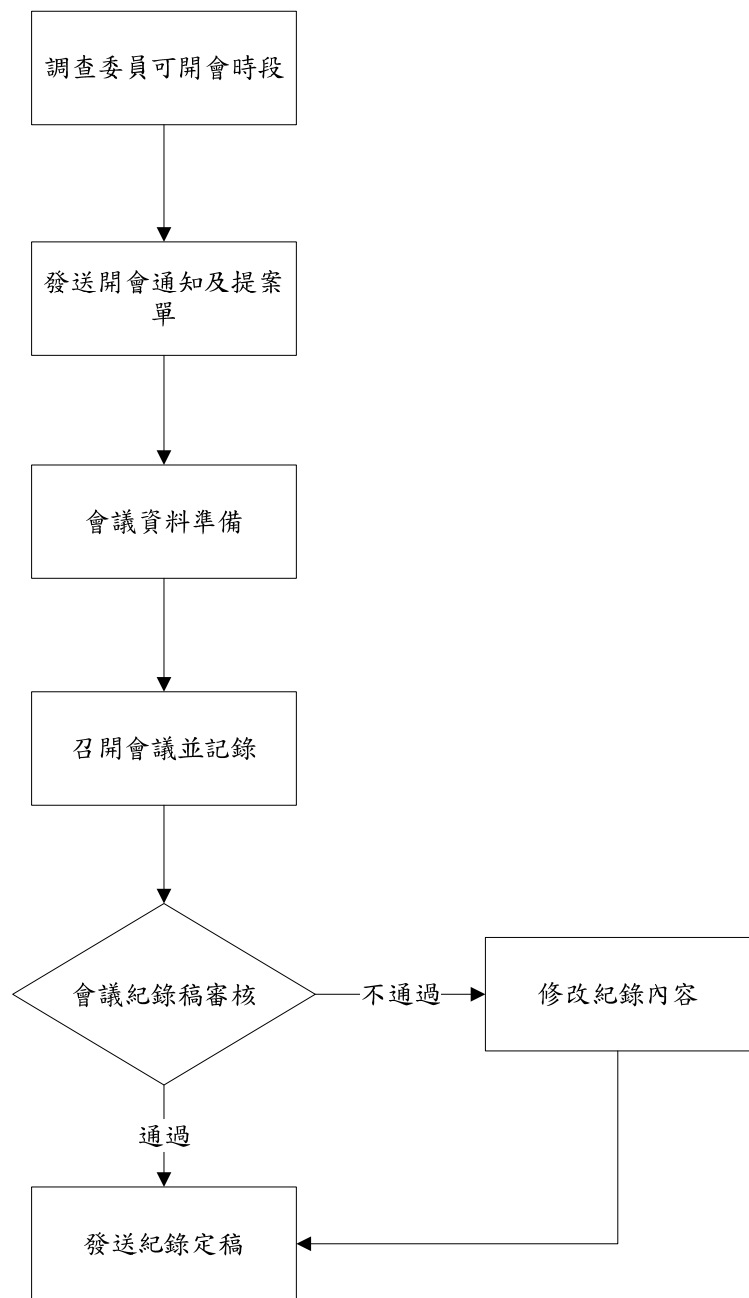 調查委員可開會時段
發送開會通知及提案
單
會議資料準備
召開會議並記錄
會議紀錄稿審核
不通過
修改紀錄內容
通過
發送紀錄定稿